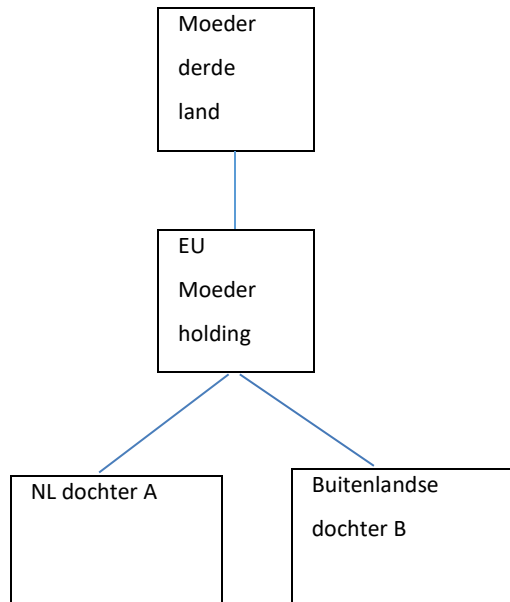 Moeder
derde
land
EU
Moeder
holding
NL dochter A
Buitenlandse
dochter B